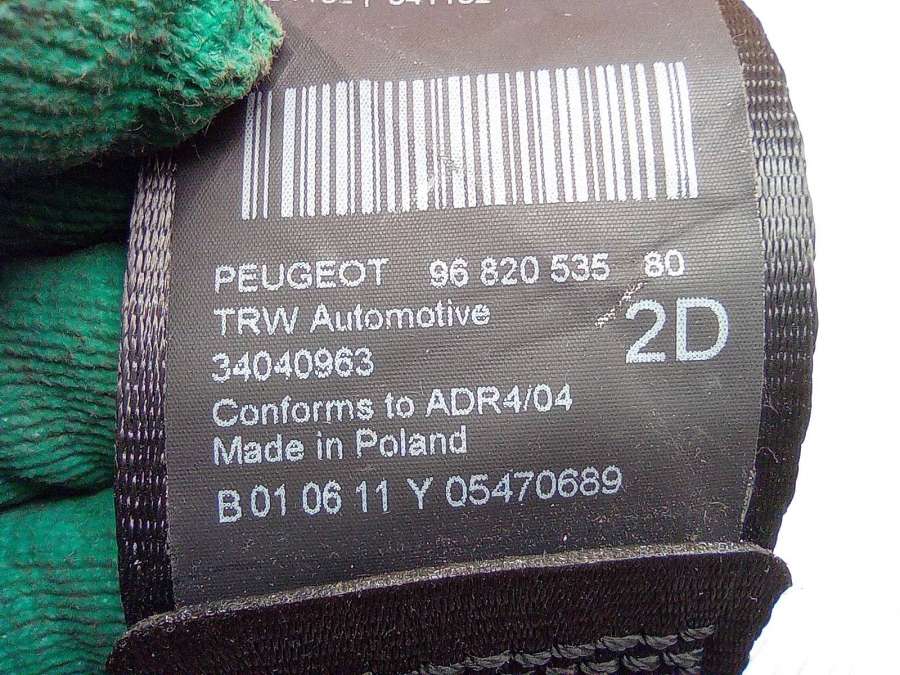 PEUGEOT 96 820 535 80
TRW Automotive
2D
34040963
Conforms to ADR4/04
Made in Poland
B 01 06 11 Y 05470689